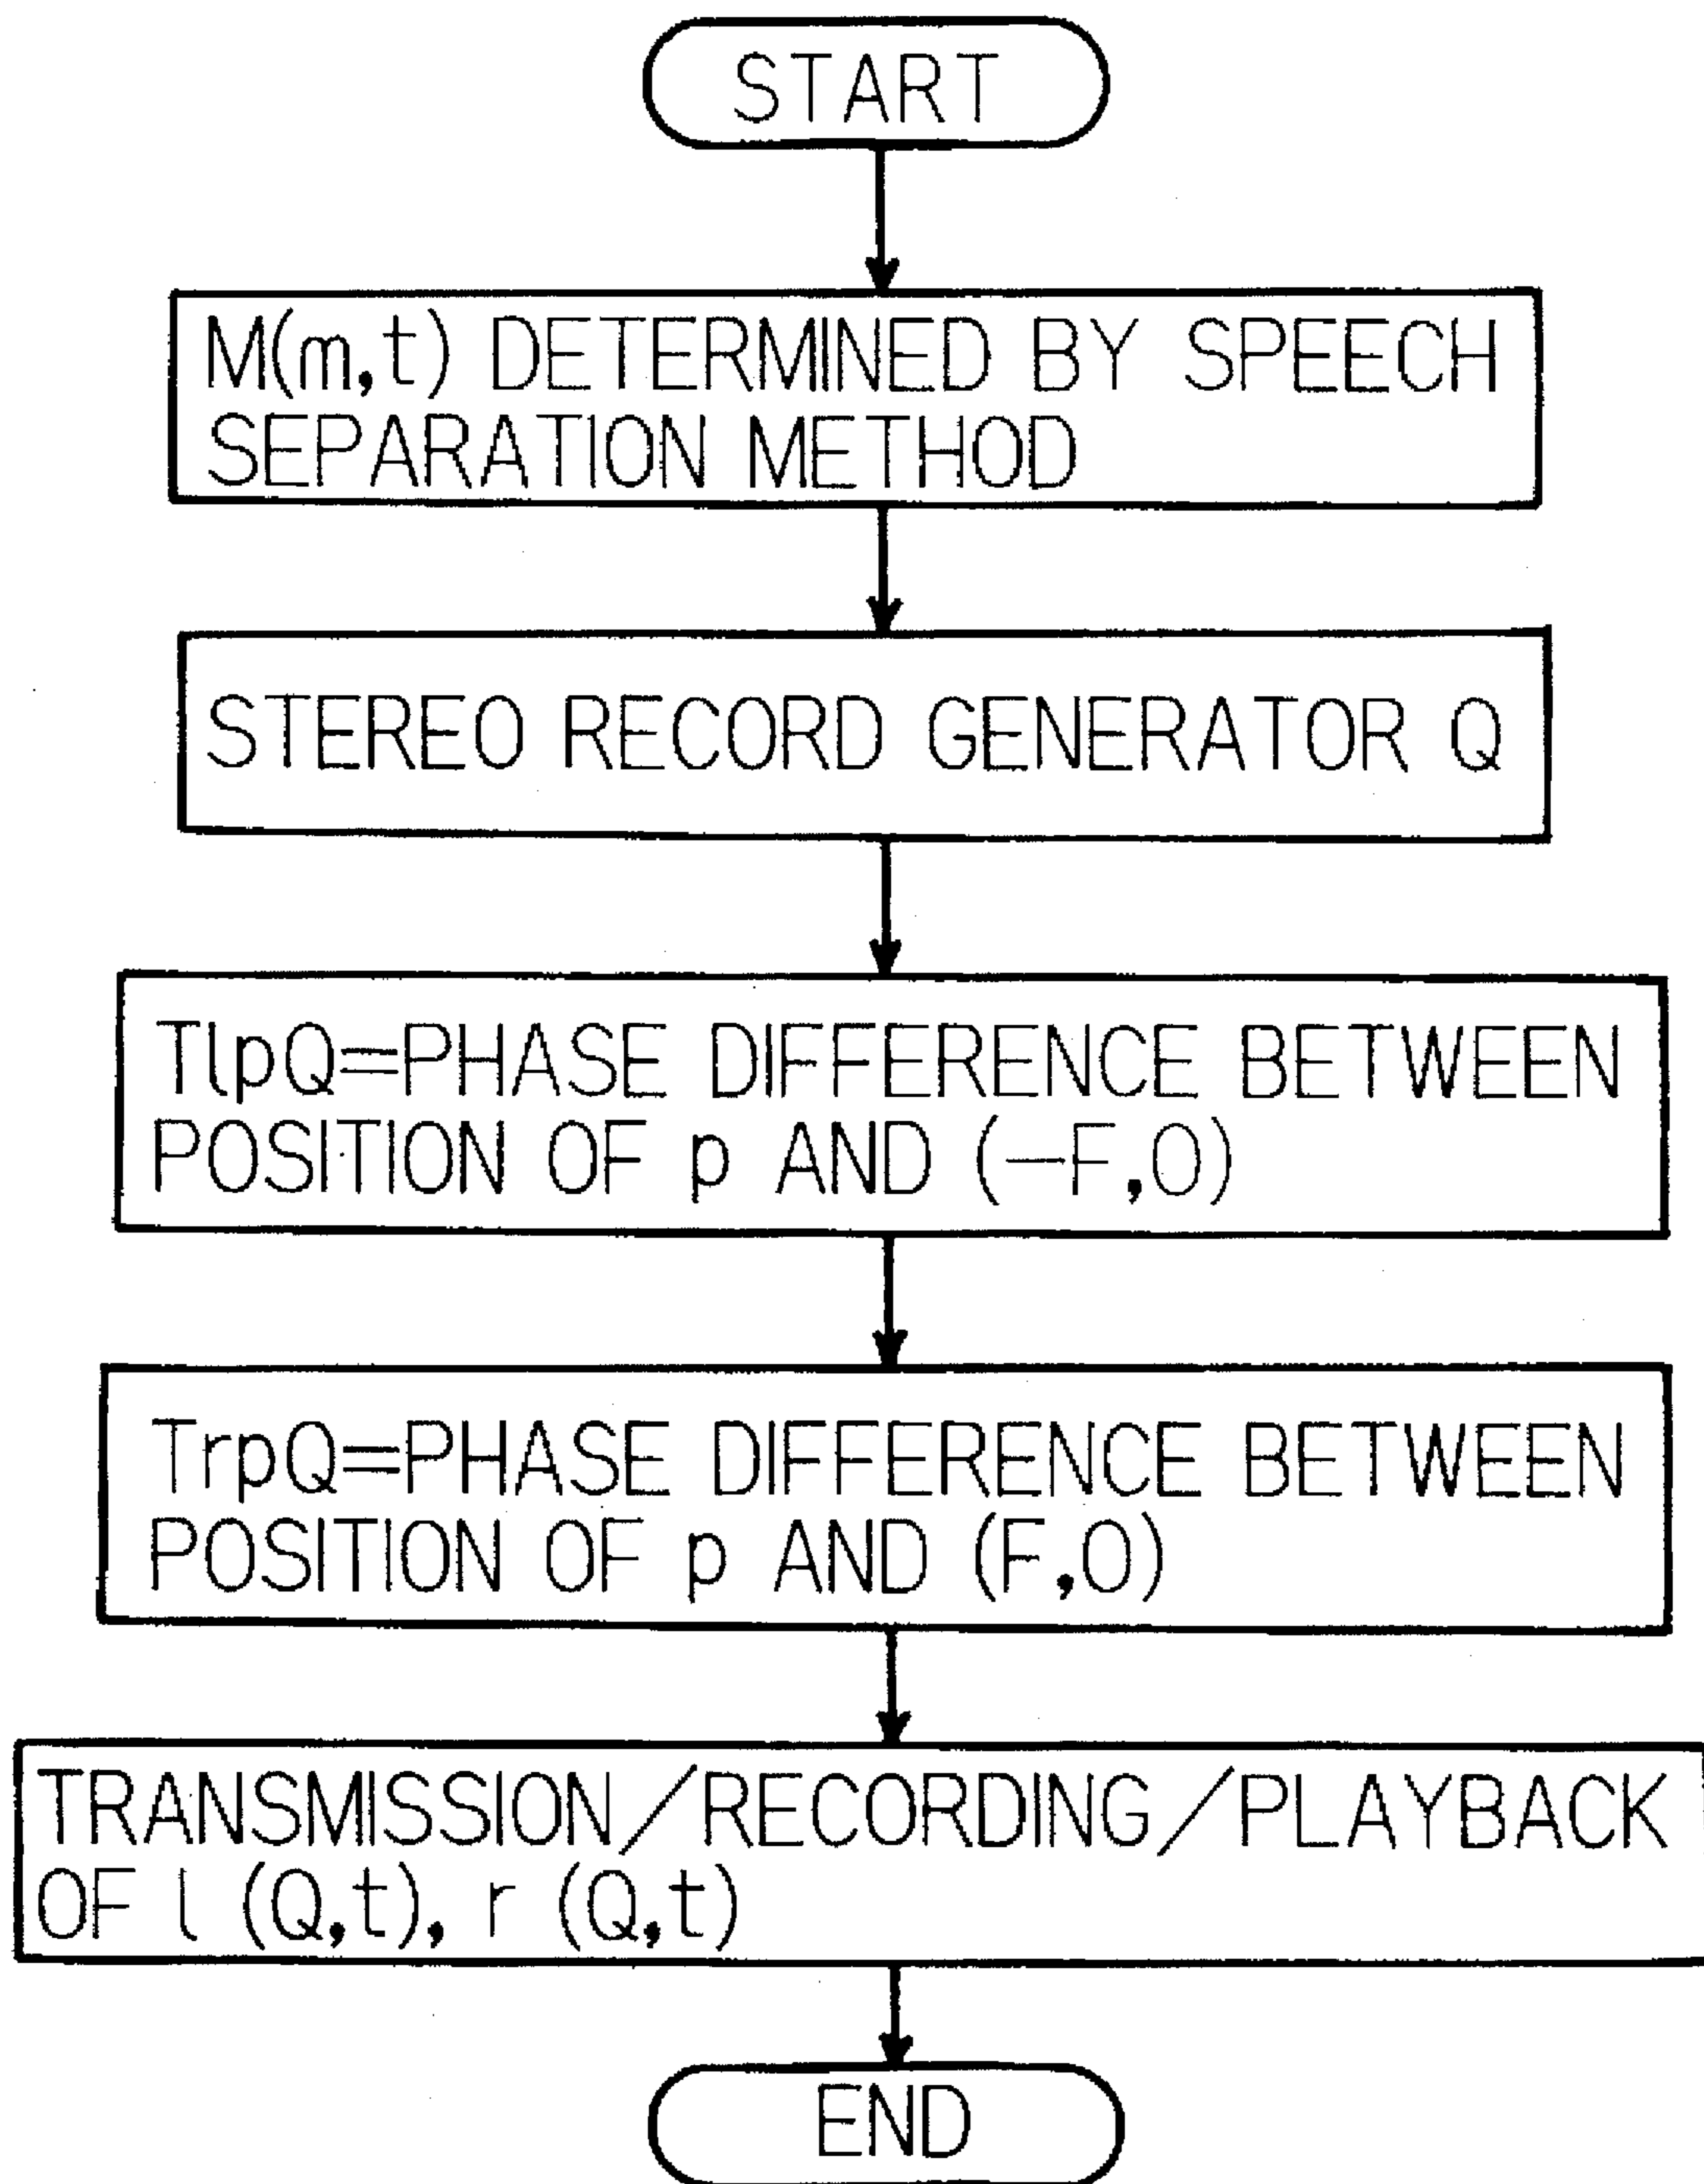 START
M(m,t) DETERMINED BY SPEECH
SEPARATION METHOD
STEREO RECORD GENERATOR Q
TlpQ=PHASE DIFFERENCE BETWEEN
POSITION OF p AND (−F,0)
TrpQ=PHASE DIFFERENCE BETWEEN
POSITION OF p AND (F,0)
TRANSMISSION/RECORDING/PLAYBACK
OF l (Q,t), r (Q,t)
END